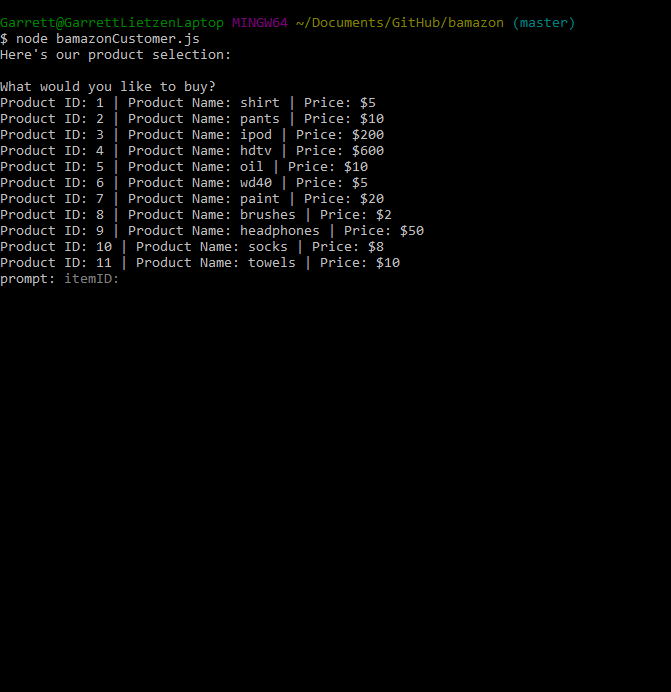 Garrett@GarrettLietzenLaptop MINGW64 ~/Documents/GitHub/bamazon (master)
$ node bamazonCustomer.js
Here's our product selection:
What would you like to buy?
Product ID: 1 | Product Name: shirt | Price: $5
Product ID: 2 | Product Name: pants | Price: $10
Product ID: 3 | Product Name: ipod | Price: $200
Product ID: 4 | Product Name: hdtv | Price: $600
Product ID: 5 | Product Name: oil | Price: $10
Product ID: 6 | Product Name: wd40 | Price: $5
Product ID: 7 | Product Name: paint | Price: $20
Product ID: 8 | Product Name: brushes | Price: $2
Product ID: 9 | Product Name: headphones | Price: $50
Product ID: 10 | Product Name: socks | Price: $8
Product ID: 11 | Product Name: towels | Price: $10
prompt: itemID: